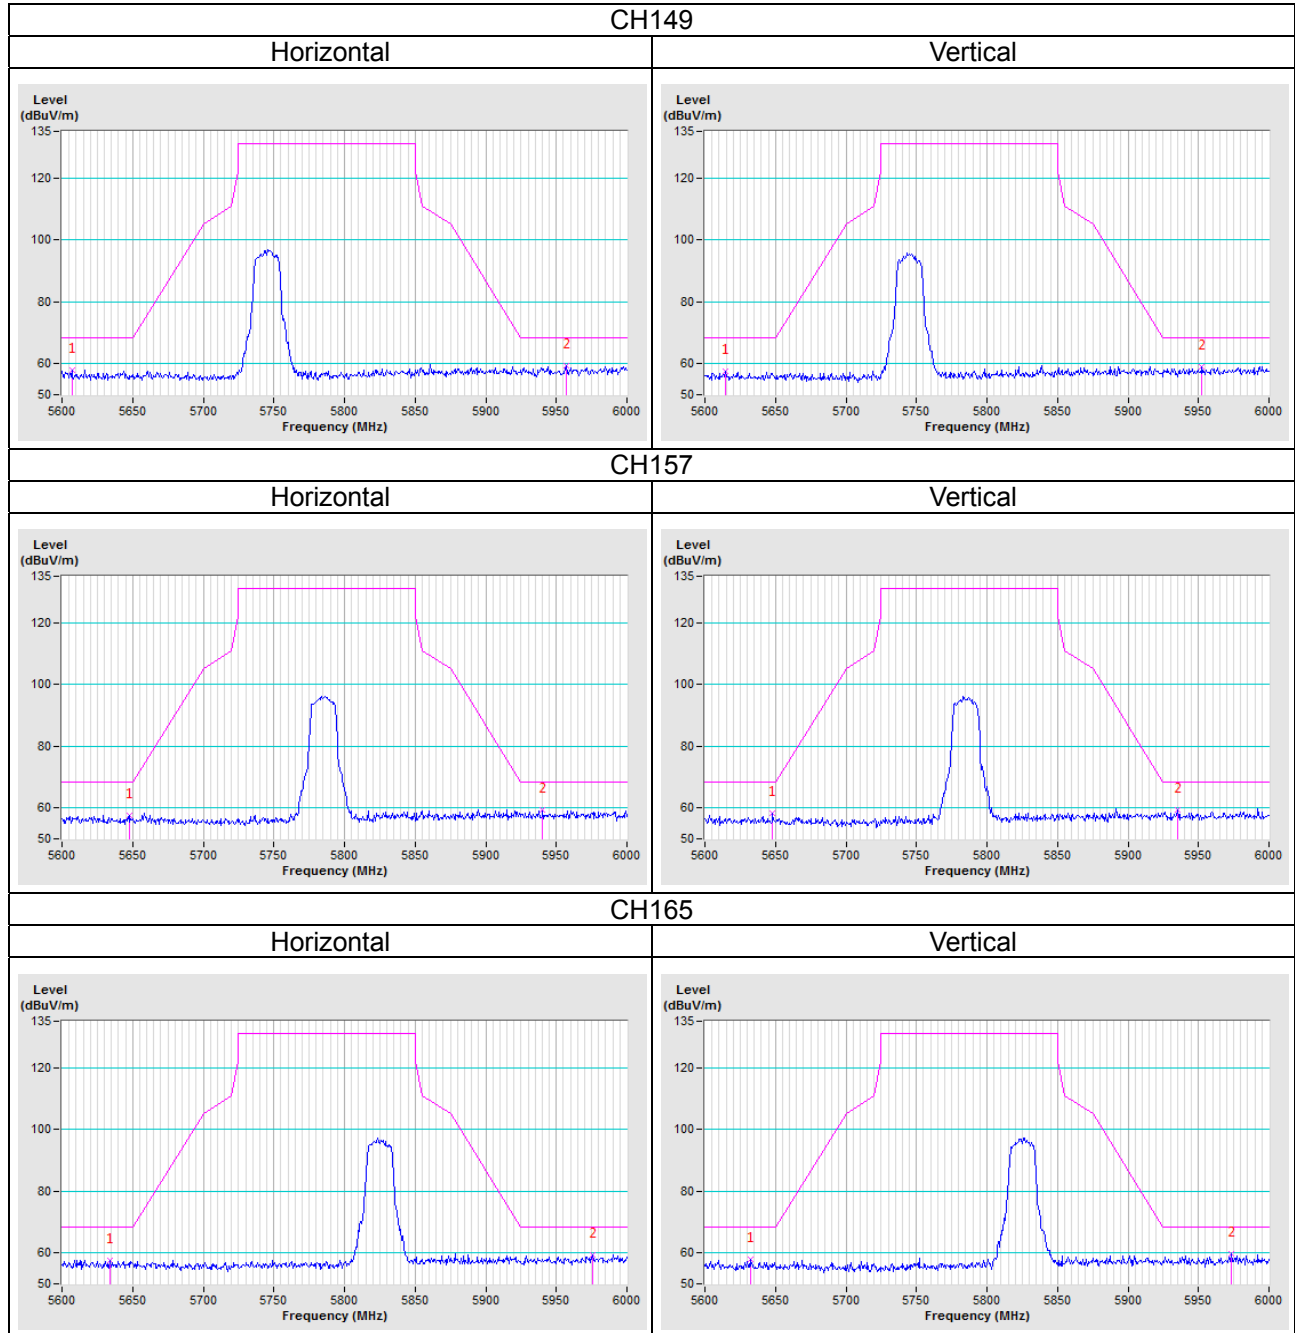 CH149
Horizontal Vertical
Level Level
(dBuV/m) (dBuV/m)
135 135
120 120
100 100
80 80
1 2 1 2
60 60
50 50
5600 5650 5700 5750 5800 5850 5900 5950 6000 5600 5650 5700 5750 5800 5850 5900 5950 6000
Frequency (MHz) Frequency (MHz)
CH157
Horizontal Vertical
Level Level
(dBuV/m) (dBuV/m)
135 135
120 120
100 100
80 80
1 2 1 2
60 60
50 50
5600 5650 5700 5750 5800 5850 5900 5950 6000 5600 5650 5700 5750 5800 5850 5900 5950 6000
Frequency (MHz) Frequency (MHz)
CH165
Horizontal Vertical
Level Level
(dBuV/m) (dBuV/m)
135 135
120 120
100 100
80 80
1 2 1 2
60 60
50 50
5600 5650 5700 5750 5800 5850 5900 5950 6000 5600 5650 5700 5750 5800 5850 5900 5950 6000
Frequency (MHz) Frequency (MHz)